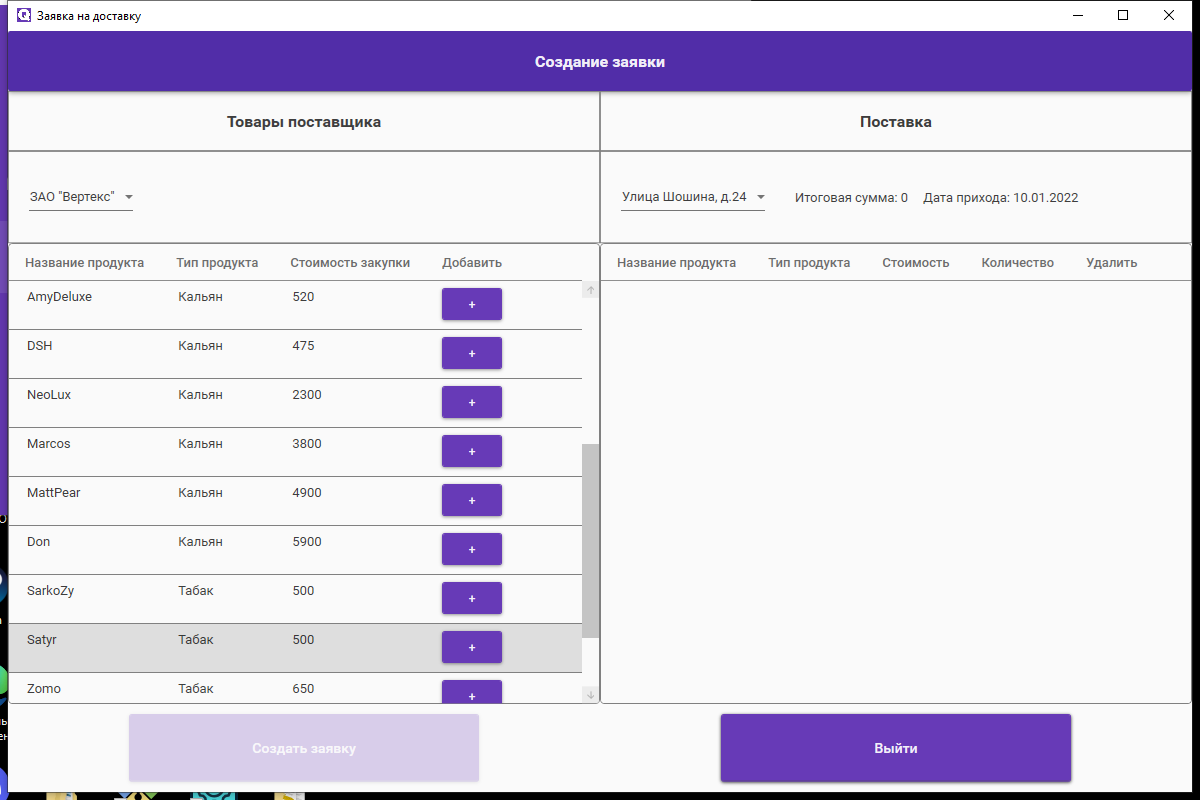 Заявка на доставку
Создание заявки
Товары поставщика
Поставка
ЗАО "Вертекс"
Улица Шошина, д.24 Итоговая сумма: 0 Дата прихода: 10.01.2022
Название продукта Тип продукта Стоимость закупки Добавить
Название продукта Тип продукта Стоимость Количество Удалить
AmyDeluxe Кальян 520 +
DSH Кальян 475 +
NeoLux Кальян 2300 +
Marcos Кальян 3800 +
MattPear Кальян 4900 +
Don Кальян 5900 +
SarkoZy Табак 500 +
Satyr Табак 500 +
Zomo Табак 650 +
Создать заявку
Выйти